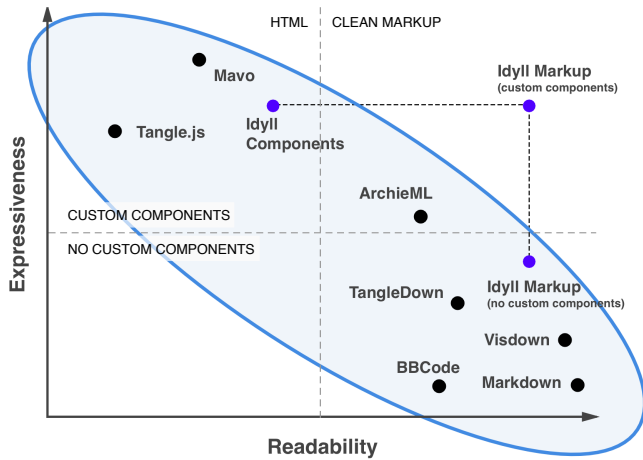 HTML
CLEAN MARKUP
Mavo
Idyll Markup
(custom components)
Tangle.js
Idyll
Components
ArchieML
CUSTOM COMPONENTS
NO CUSTOM COMPONENTS
Expressiveness
TangleDown
Idyll Markup
(no custom components)
Visdown
BBCode
Markdown
Readability